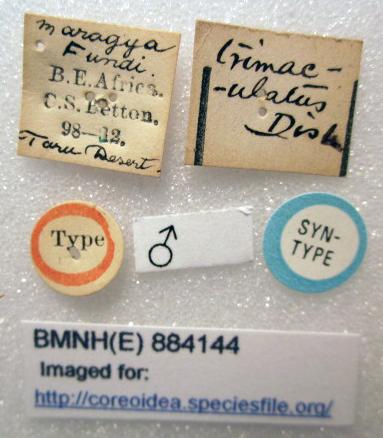 maragya
Fundi.
B.E.Africa.
C.S.Betton.
98-12.
Taru Desert.
trimac-
-ulatus
Dist.
Type
♂
SYN-
TYPE
BMNH(E) 884144
Imaged for:
http://coreoidea.speciesfile.org/